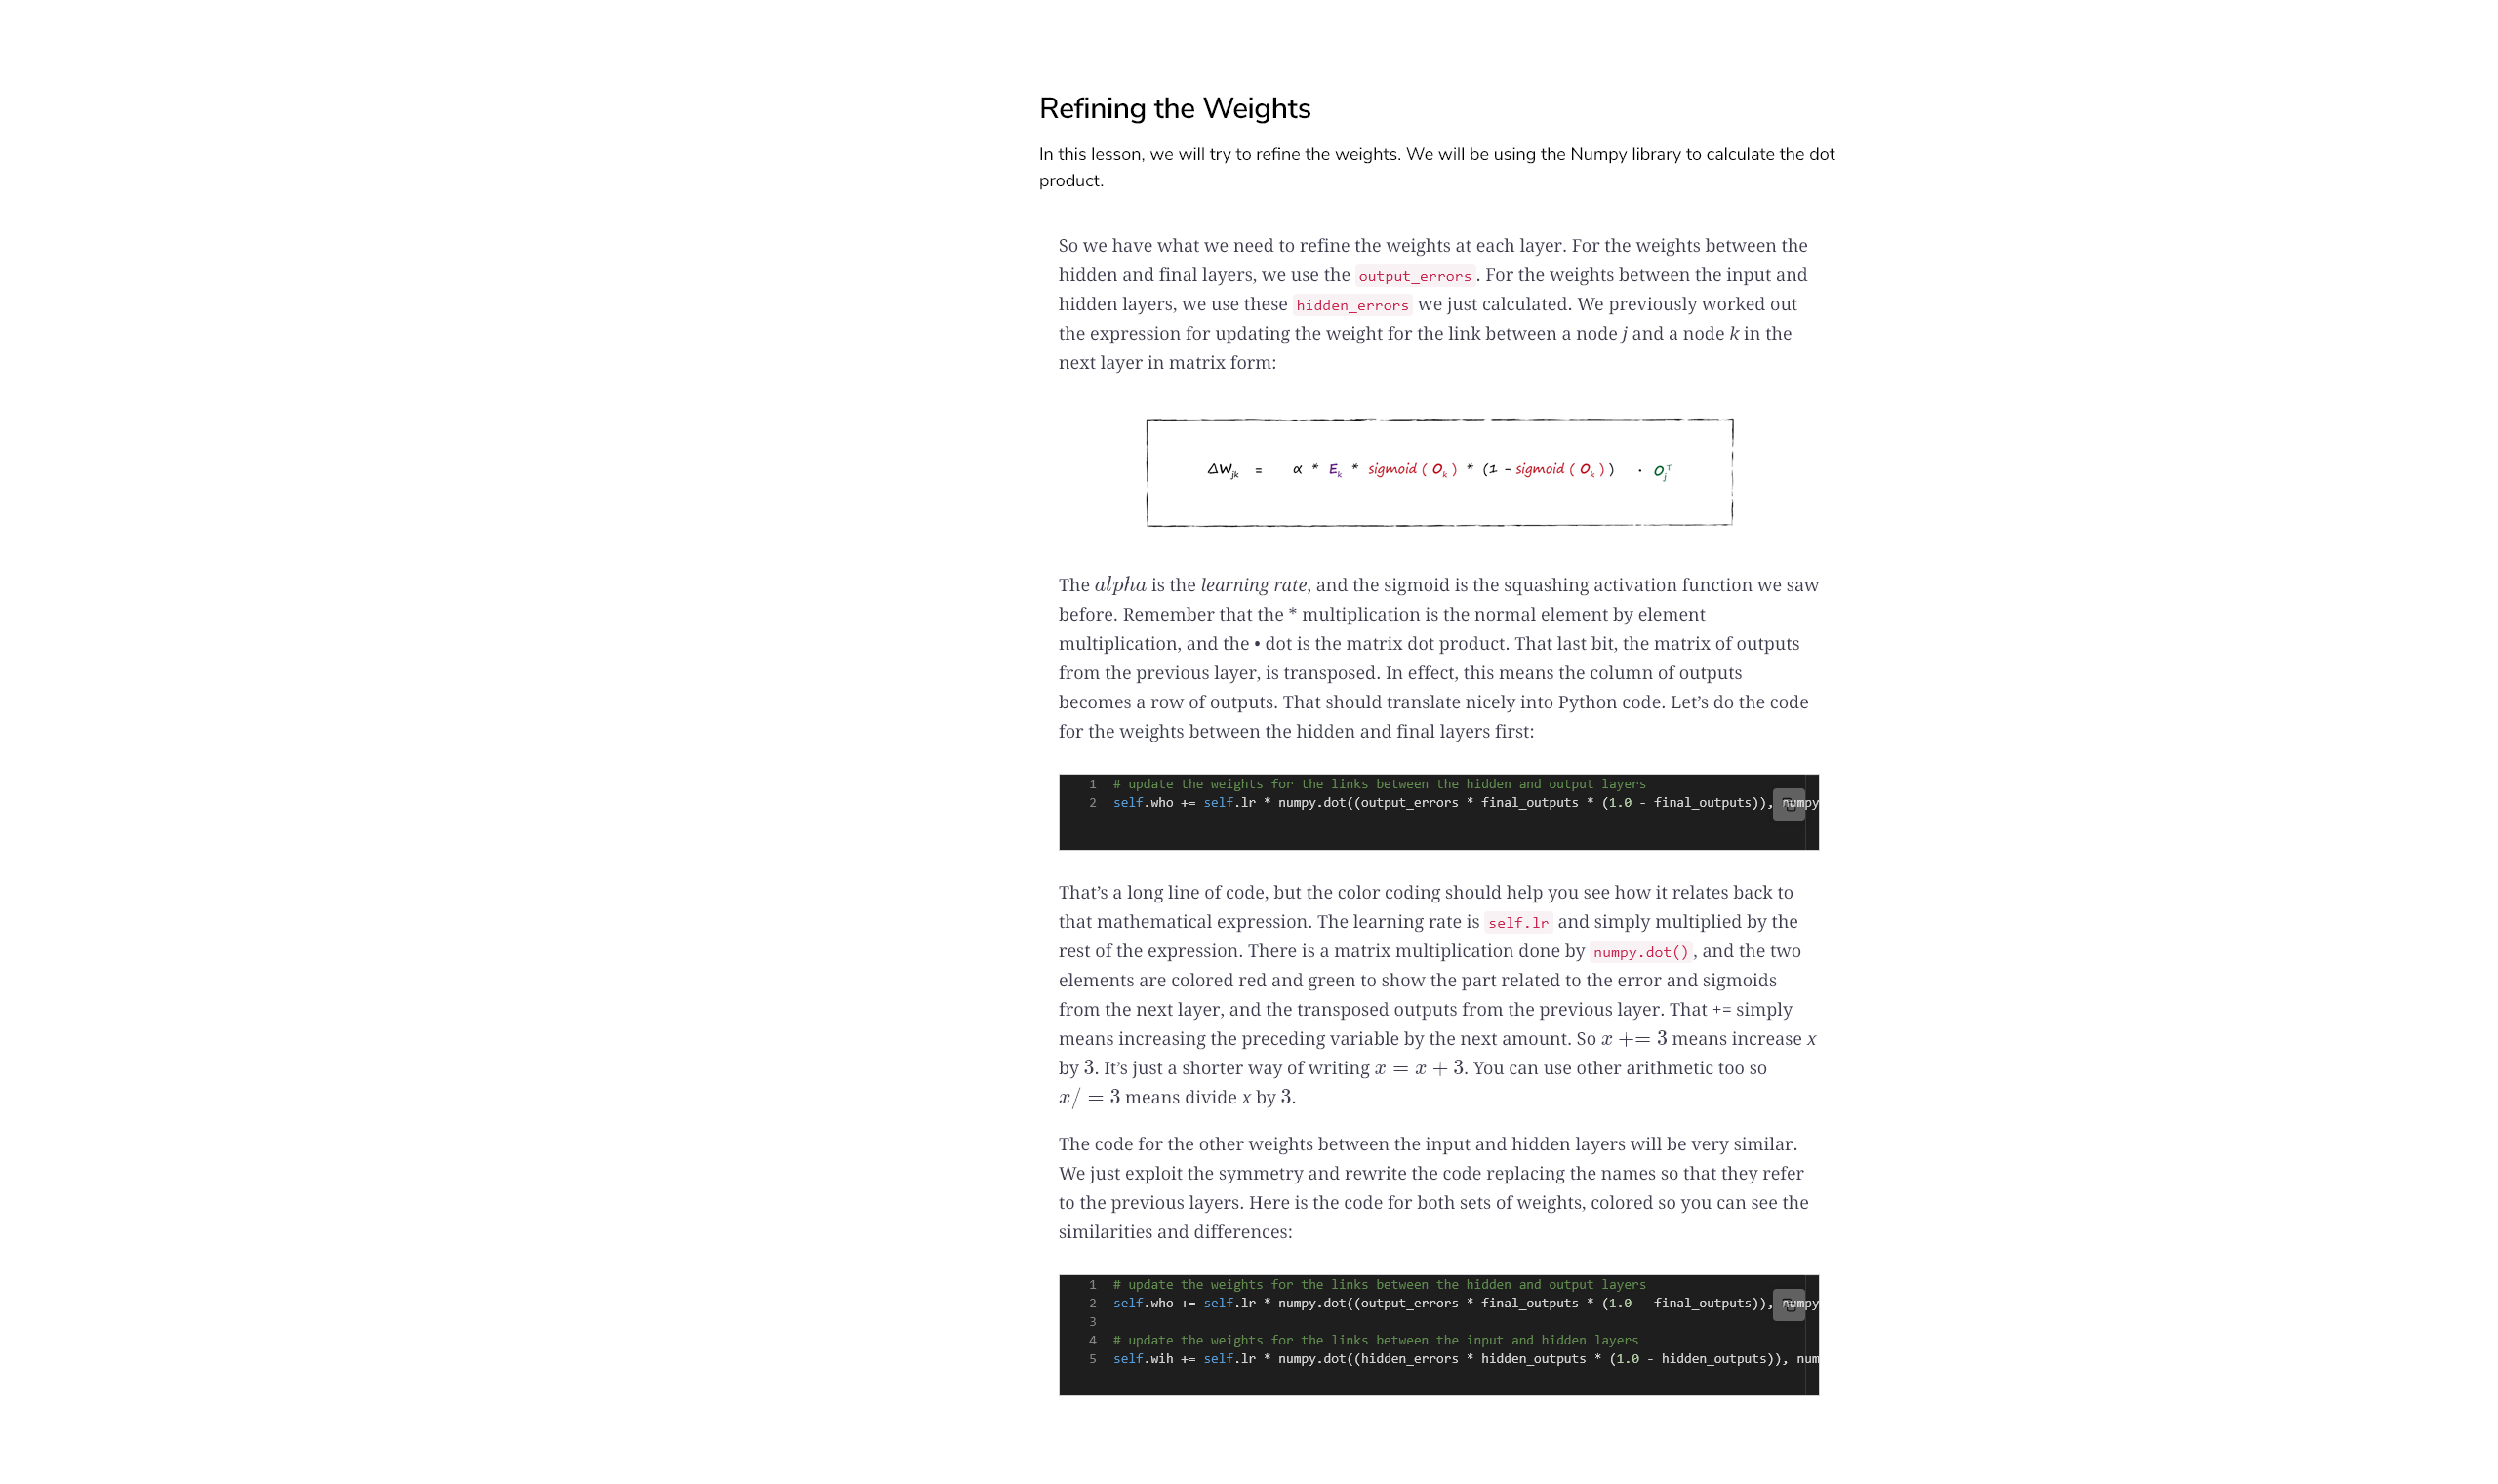 Refining the Weights
In this lesson, we will try to refine the weights. We will be using the Numpy library to calculate the dot
product.
So we have what we need to refine the weights at each layer. For the weights between the
hidden and final layers, we use the output_errors. For the weights between the input and
hidden layers, we use these hidden_errors we just calculated. We previously worked out
the expression for updating the weight for the link between a node j and a node k in the
next layer in matrix form:
ΔW_jk = α * E_k * sigmoid ( O_k ) * (1 - sigmoid ( O_k ) ) · O_j^T
The alpha is the learning rate, and the sigmoid is the squashing activation function we saw
before. Remember that the * multiplication is the normal element by element
multiplication, and the • dot is the matrix dot product. That last bit, the matrix of outputs
from the previous layer, is transposed. In effect, this means the column of outputs
becomes a row of outputs. That should translate nicely into Python code. Let’s do the code
for the weights between the hidden and final layers first:
1 # update the weights for the links between the hidden and output layers
2 self.who += self.lr * numpy.dot((output_errors * final_outputs * (1.0 - final_outputs)), numpy
That’s a long line of code, but the color coding should help you see how it relates back to
that mathematical expression. The learning rate is self.lr and simply multiplied by the
rest of the expression. There is a matrix multiplication done by numpy.dot(), and the two
elements are colored red and green to show the part related to the error and sigmoids
from the next layer, and the transposed outputs from the previous layer. That += simply
means increasing the preceding variable by the next amount. So x += 3 means increase x
by 3. It’s just a shorter way of writing x = x + 3. You can use other arithmetic too so
x/ = 3 means divide x by 3.
The code for the other weights between the input and hidden layers will be very similar.
We just exploit the symmetry and rewrite the code replacing the names so that they refer
to the previous layers. Here is the code for both sets of weights, colored so you can see the
similarities and differences:
1 # update the weights for the links between the hidden and output layers
2 self.who += self.lr * numpy.dot((output_errors * final_outputs * (1.0 - final_outputs)), numpy
3
4 # update the weights for the links between the input and hidden layers
5 self.wih += self.lr * numpy.dot((hidden_errors * hidden_outputs * (1.0 - hidden_outputs)), num